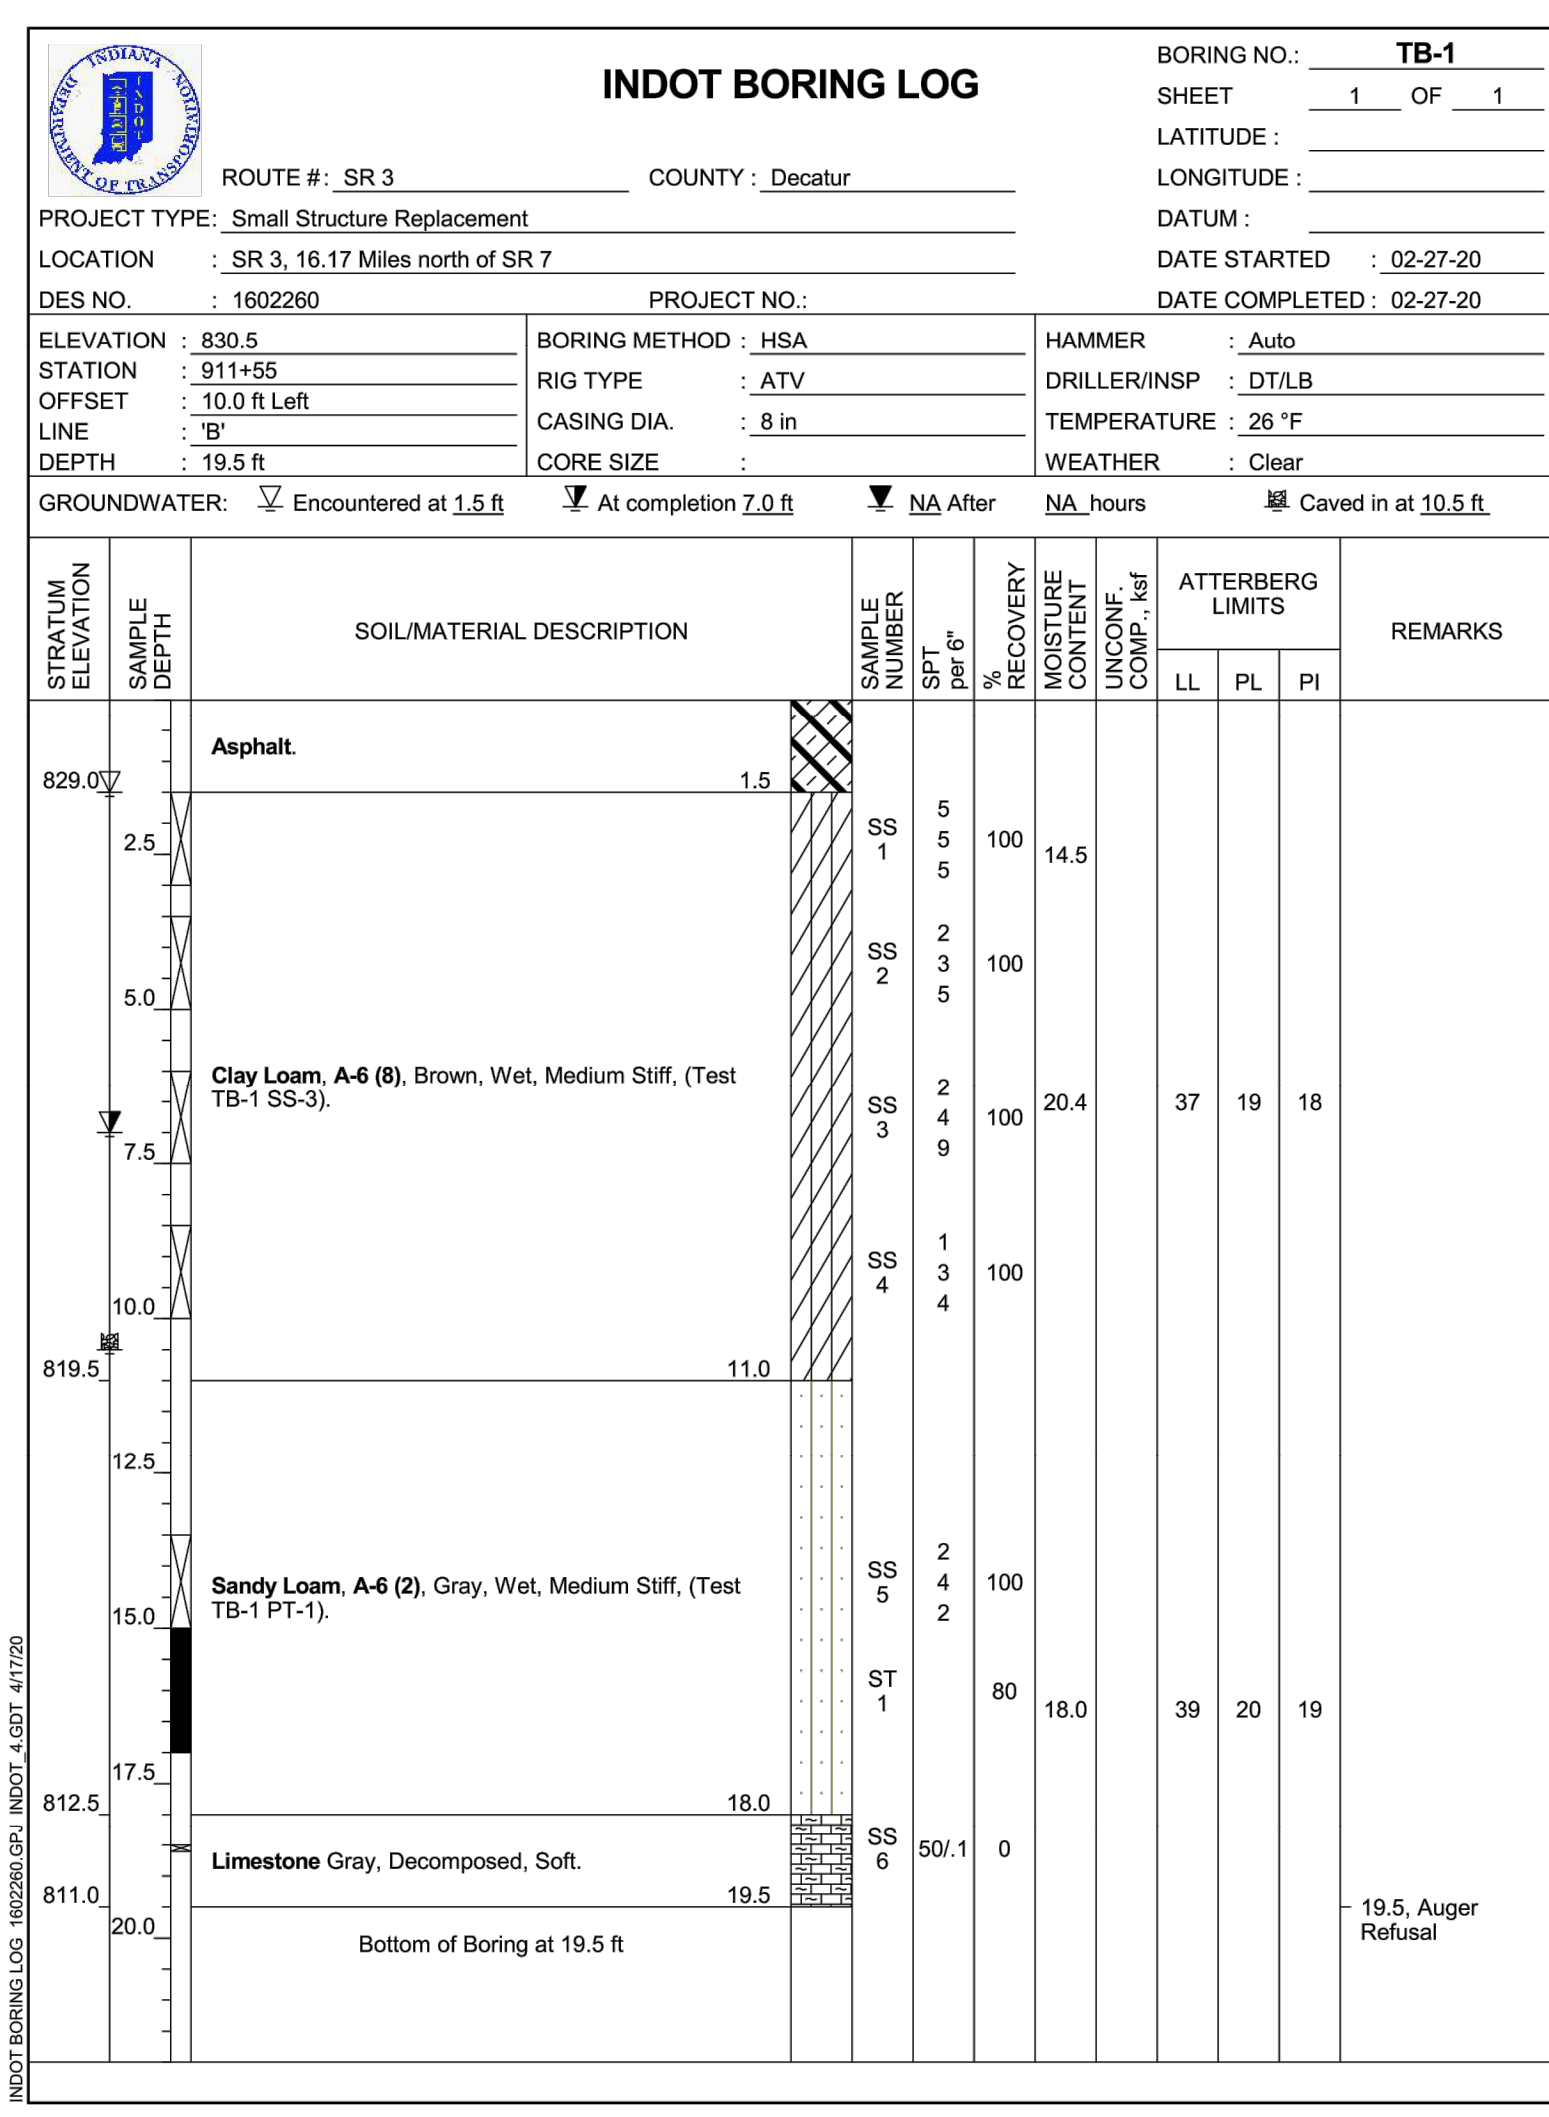 INDIANA
DEPARTMENT OF TRANSPORTATION
INDOT
INDOT BORING LOG
BORING NO.: TB-1
SHEET 1 OF 1
LATITUDE :
ROUTE #: SR 3 COUNTY : Decatur LONGITUDE :
PROJECT TYPE: Small Structure Replacement DATUM :
LOCATION : SR 3, 16.17 Miles north of SR 7 DATE STARTED : 02-27-20
DES NO. : 1602260 PROJECT NO.: DATE COMPLETED : 02-27-20
ELEVATION : 830.5
STATION : 911+55
OFFSET : 10.0 ft Left
LINE : 'B'
DEPTH : 19.5 ft
BORING METHOD : HSA
RIG TYPE : ATV
CASING DIA. : 8 in
CORE SIZE :
HAMMER : Auto
DRILLER/INSP : DT/LB
TEMPERATURE : 26 °F
WEATHER : Clear
GROUNDWATER: Encountered at 1.5 ft At completion 7.0 ft NA After NA hours Caved in at 10.5 ft
STRATUM
ELEVATION
SAMPLE
DEPTH
SOIL/MATERIAL DESCRIPTION
SAMPLE
NUMBER
SPT
per 6"
%
RECOVERY
MOISTURE
CONTENT
UNCONF.
COMP., ksf
ATTERBERG
LIMITS
LL PL PI
REMARKS
Asphalt.
829.0 1.5
2.5
SS
1
5
5
5
100
14.5
SS
2
2
3
5
100
5.0
Clay Loam, A-6 (8), Brown, Wet, Medium Stiff, (Test
TB-1 SS-3).
SS
3
2
4
9
100
20.4 37 19 18
7.5
SS
4
1
3
4
100
10.0
819.5 11.0
12.5
Sandy Loam, A-6 (2), Gray, Wet, Medium Stiff, (Test
TB-1 PT-1).
SS
5
2
4
2
100
15.0
ST
1
80
18.0 39 20 19
17.5
812.5 18.0
Limestone Gray, Decomposed, Soft.
SS
6
50/.1 0
811.0 19.5
19.5, Auger
Refusal
20.0
Bottom of Boring at 19.5 ft
INDOT BORING LOG 1602260.GPJ INDOT_4.GDT 4/17/20